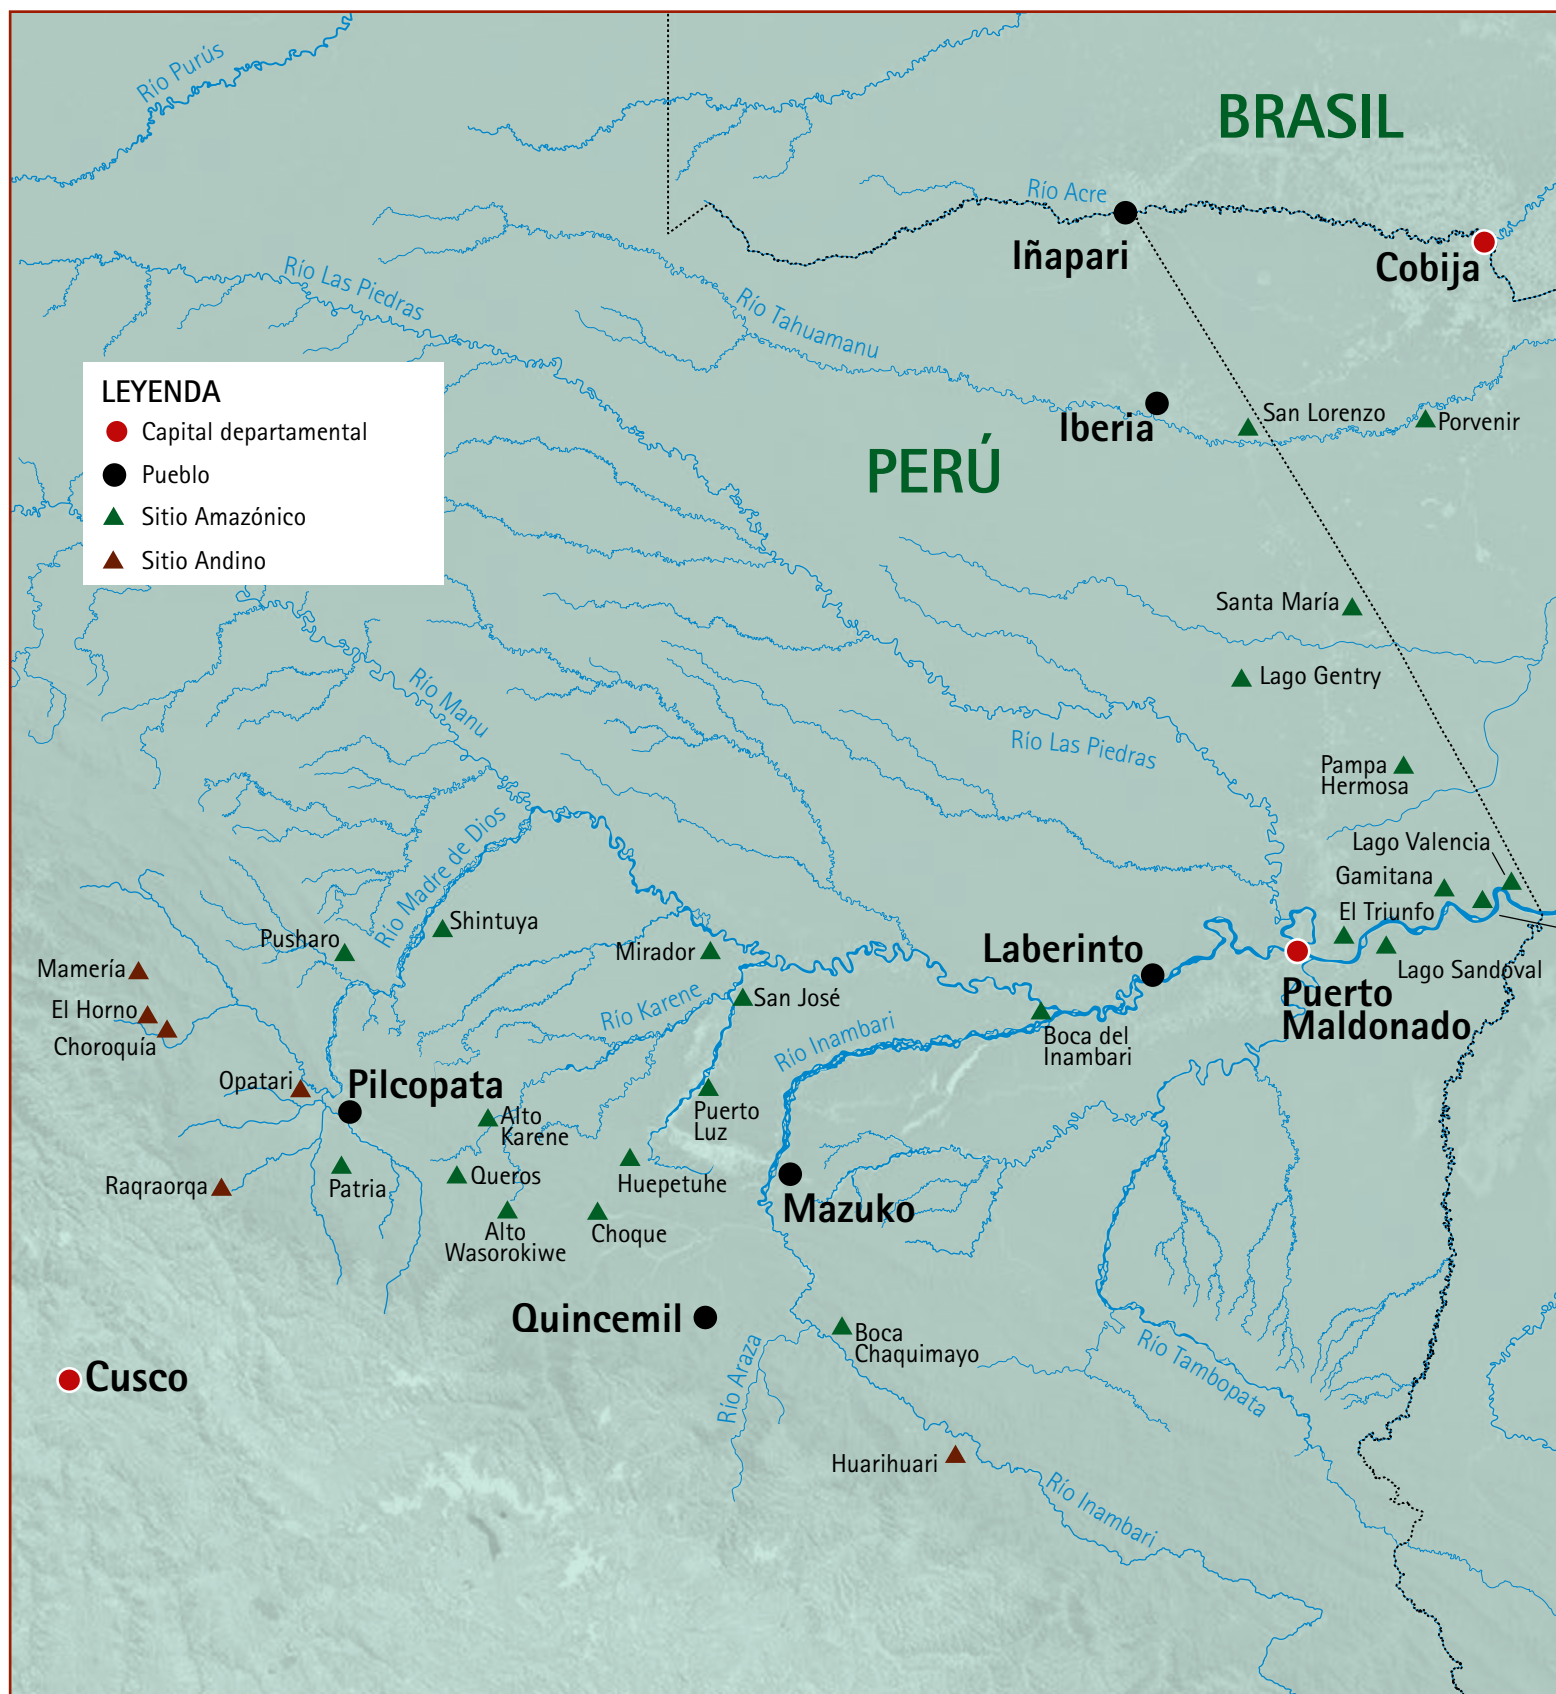 Río Purús
BRASIL
Río Acre
Iñapari
Cobija
Río Las Piedras
Río Tahuamanu
LEYENDA
Capital departamental
Pueblo
Sitio Amazónico
Sitio Andino
Iberia
San Lorenzo
Porvenir
PERÚ
Santa María
Lago Gentry
Río Manu
Río Las Piedras
Pampa
Hermosa
Río Madre de Dios
Lago Valencia
Gamitana
El Triunfo
Shintuya
Pusharo
Mirador
Laberinto
Lago Sandoval
Mamería
San José
Puerto
Maldonado
El Horno
Choroquía
Río Karene
Río Inambari
Boca del
Inambari
Opatari
Pilcopata
Puerto
Luz
Alto
Karene
Raqraorqa
Patria
Queros
Huepetuhe
Mazuko
Alto
Wasorokiwe
Choque
Quincemil
Boca
Chaquimayo
Río Araza
Río Tambopata
Cusco
Huarihuari
Río Inambari